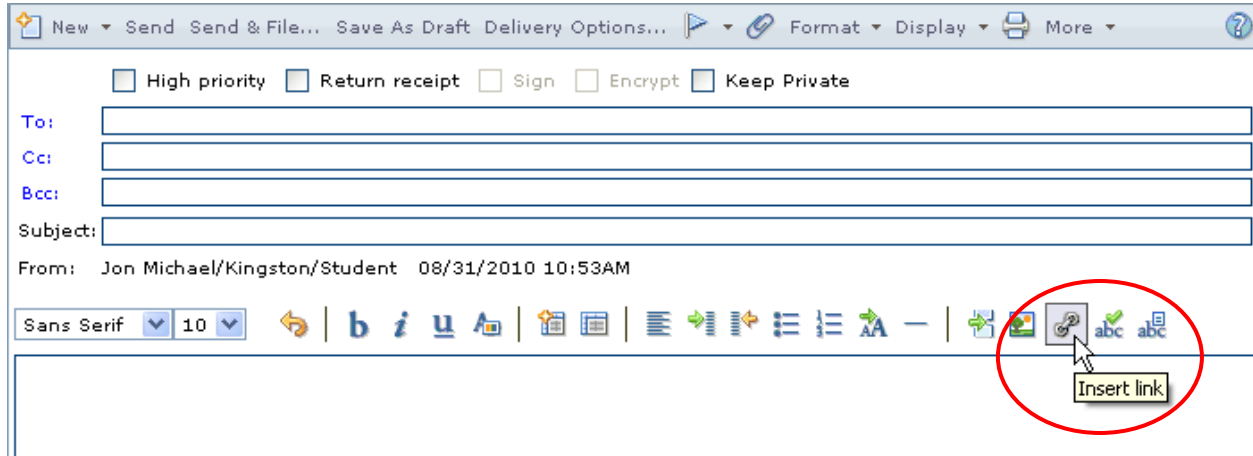 New Send Send & File... Save As Draft Delivery Options... Format Display More ?
High priority Return receipt Sign Encrypt Keep Private
To:
Cc:
Bcc:
Subject:
From: Jon Michael/Kingston/Student 08/31/2010 10:53AM
Sans Serif 10 b i u A A abc abc
Insert link